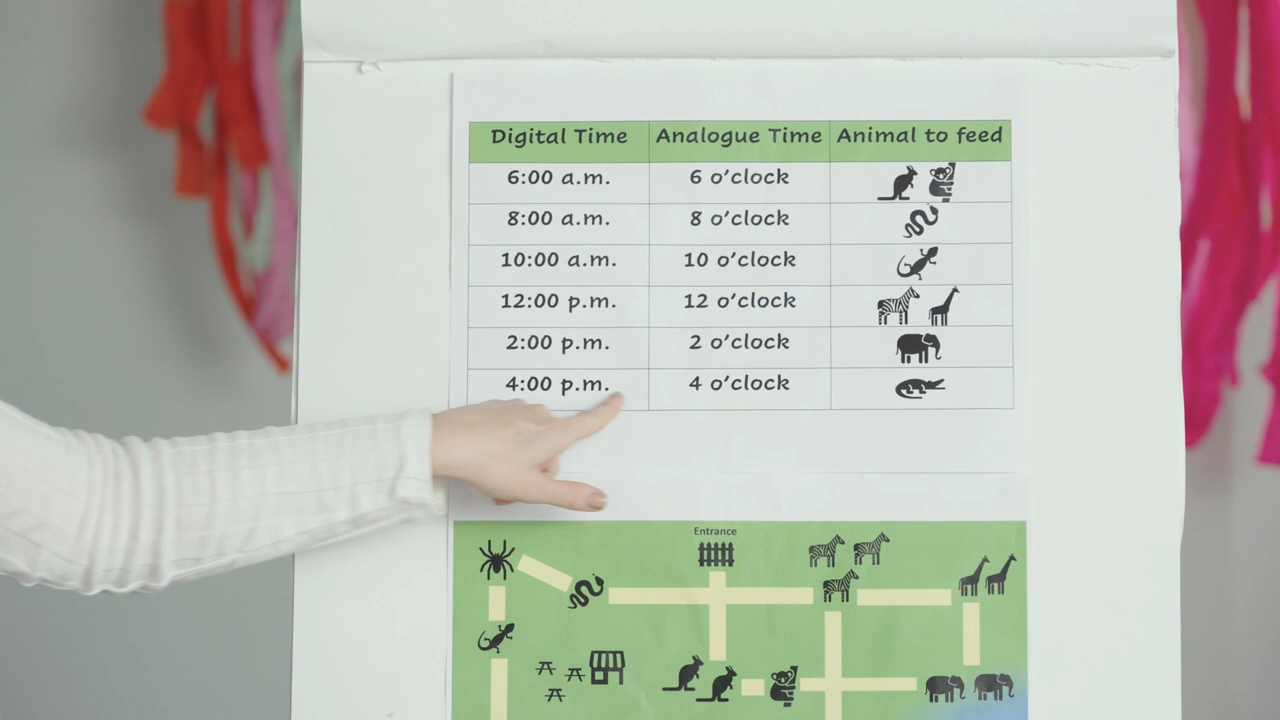 Digital Time Analogue Time Animal to feed
6:00 a.m. 6 o'clock
8:00 a.m. 8 o'clock
10:00 a.m. 10 o'clock
12:00 p.m. 12 o'clock
2:00 p.m. 2 o'clock
4:00 p.m. 4 o'clock
Entrance